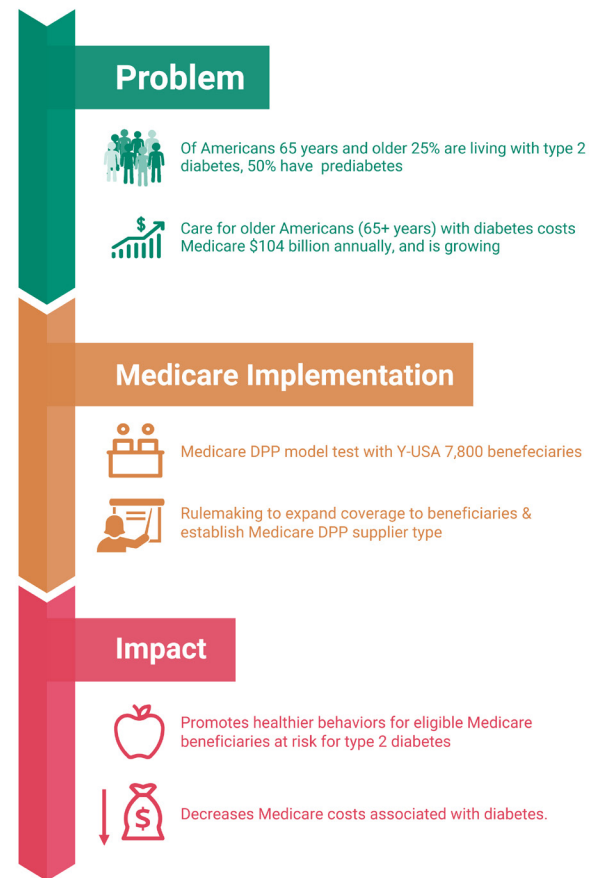 Problem
Of Americans 65 years and older 25% are living with type 2
diabetes, 50% have prediabetes
$
Care for older Americans (65+ years) with diabetes costs
Medicare $104 billion annually, and is growing
Medicare Implementation
Medicare DPP model test with Y-USA 7,800 benefeciaries
Rulemaking to expand coverage to beneficiaries &
establish Medicare DPP supplier type
Impact
Promotes healthier behaviors for eligible Medicare
beneficiaries at risk for type 2 diabetes
$
Decreases Medicare costs associated with diabetes.